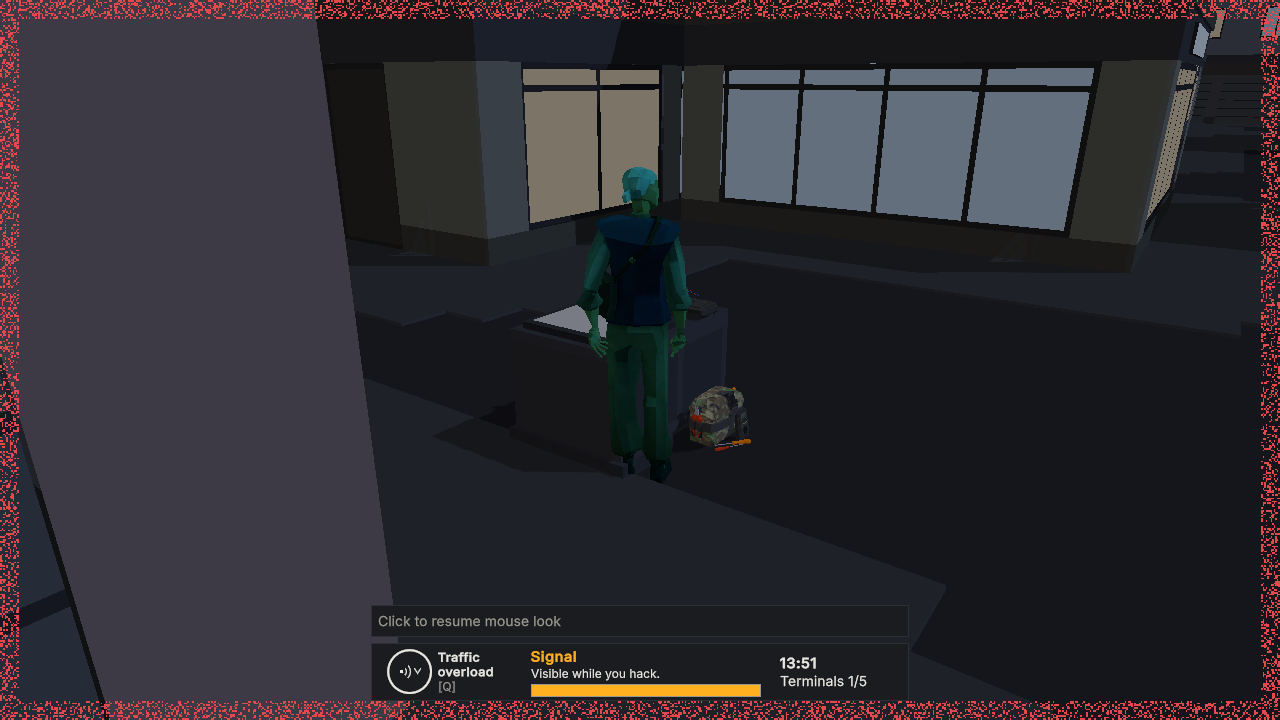 Click to resume mouse look
Traffic
overload
[Q]
Signal
Visible while you hack.
13:51
Terminals 1/5